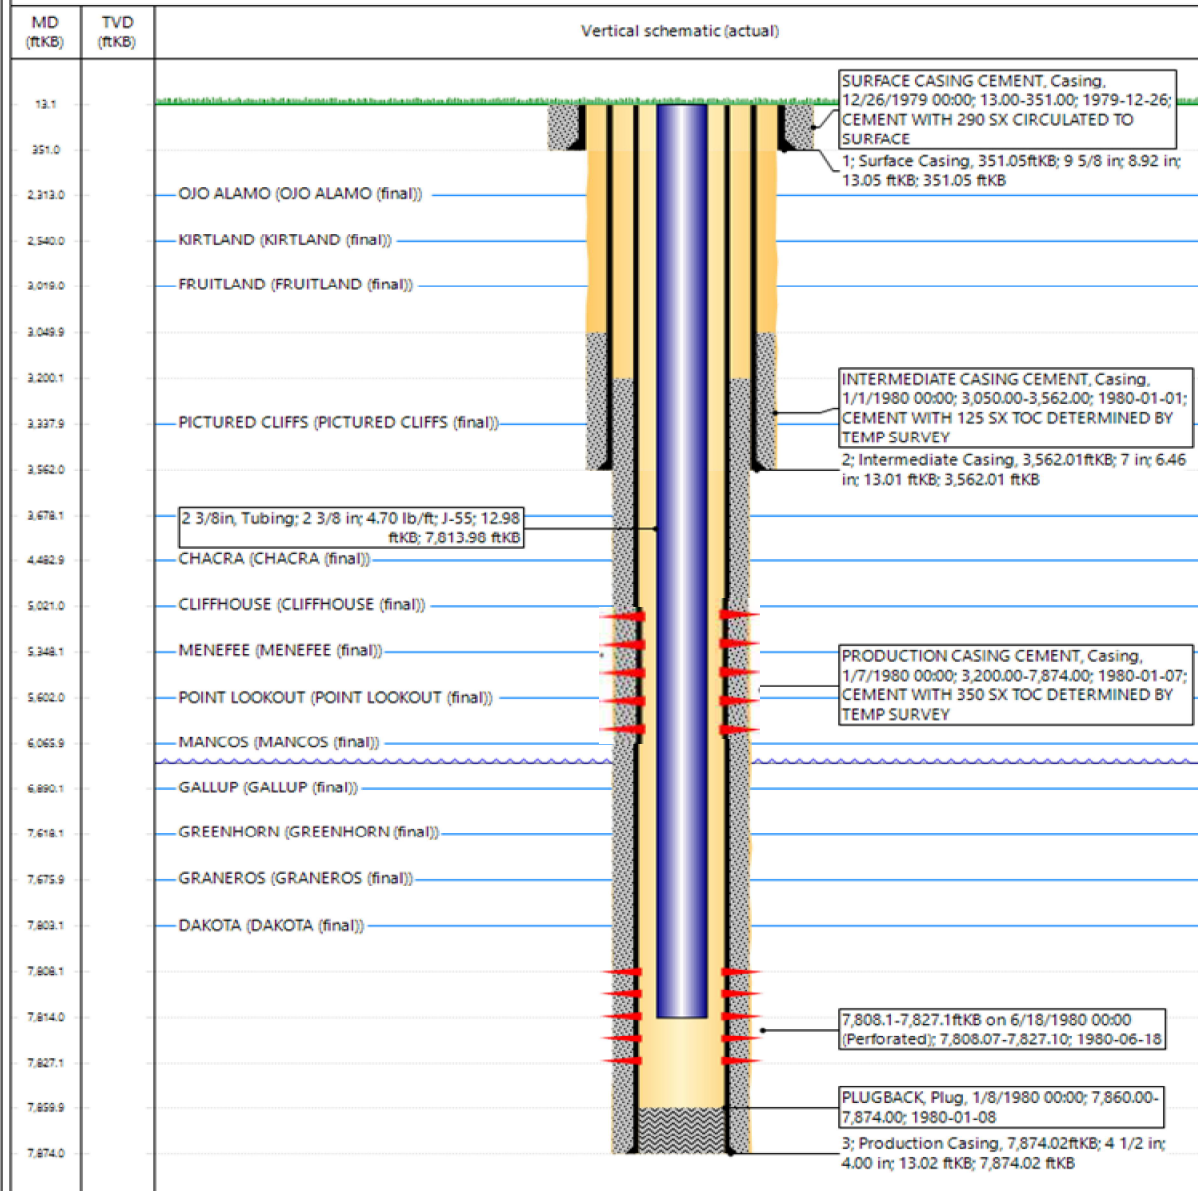 MD
(ftKB)
TVD
(ftKB)
Vertical schematic (actual)
SURFACE CASING CEMENT, Casing,
12/26/1979 00:00; 13.00-351.00; 1979-12-26;
CEMENT WITH 290 SX CIRCULATED TO
SURFACE
13.1
351.0
1; Surface Casing, 351.05ftKB; 9 5/8 in; 8.92 in;
13.05 ftKB; 351.05 ftKB
2,313.0
OJO ALAMO (OJO ALAMO (final))
2,540.0
KIRTLAND (KIRTLAND (final))
3,019.0
FRUITLAND (FRUITLAND (final))
3,049.9
3,200.1
INTERMEDIATE CASING CEMENT, Casing,
1/1/1980 00:00; 3,050.00-3,562.00; 1980-01-01;
CEMENT WITH 125 SX TOC DETERMINED BY
TEMP SURVEY
3,337.9
PICTURED CLIFFS (PICTURED CLIFFS (final))
3,562.0
2; Intermediate Casing, 3,562.01ftKB; 7 in; 6.46
in; 13.01 ftKB; 3,562.01 ftKB
3,678.1
2 3/8in, Tubing; 2 3/8 in; 4.70 lb/ft; J-55; 12.98
ftKB; 7,813.98 ftKB
4,482.9
CHACRA (CHACRA (final))
5,021.0
CLIFFHOUSE (CLIFFHOUSE (final))
5,348.1
MENEFEE (MENEFEE (final))
PRODUCTION CASING CEMENT, Casing,
1/7/1980 00:00; 3,200.00-7,874.00; 1980-01-07;
CEMENT WITH 350 SX TOC DETERMINED BY
TEMP SURVEY
5,602.0
POINT LOOKOUT (POINT LOOKOUT (final))
6,065.9
MANCOS (MANCOS (final))
6,890.1
GALLUP (GALLUP (final))
7,618.1
GREENHORN (GREENHORN (final))
7,675.9
GRANEROS (GRANEROS (final))
7,803.1
DAKOTA (DAKOTA (final))
7,808.1
7,814.0
7,808.1-7,827.1ftKB on 6/18/1980 00:00
(Perforated); 7,808.07-7,827.10; 1980-06-18
7,827.1
7,859.9
PLUGBACK, Plug, 1/8/1980 00:00; 7,860.00-
7,874.00; 1980-01-08
7,874.0
3; Production Casing, 7,874.02ftKB; 4 1/2 in;
4.00 in; 13.02 ftKB; 7,874.02 ftKB